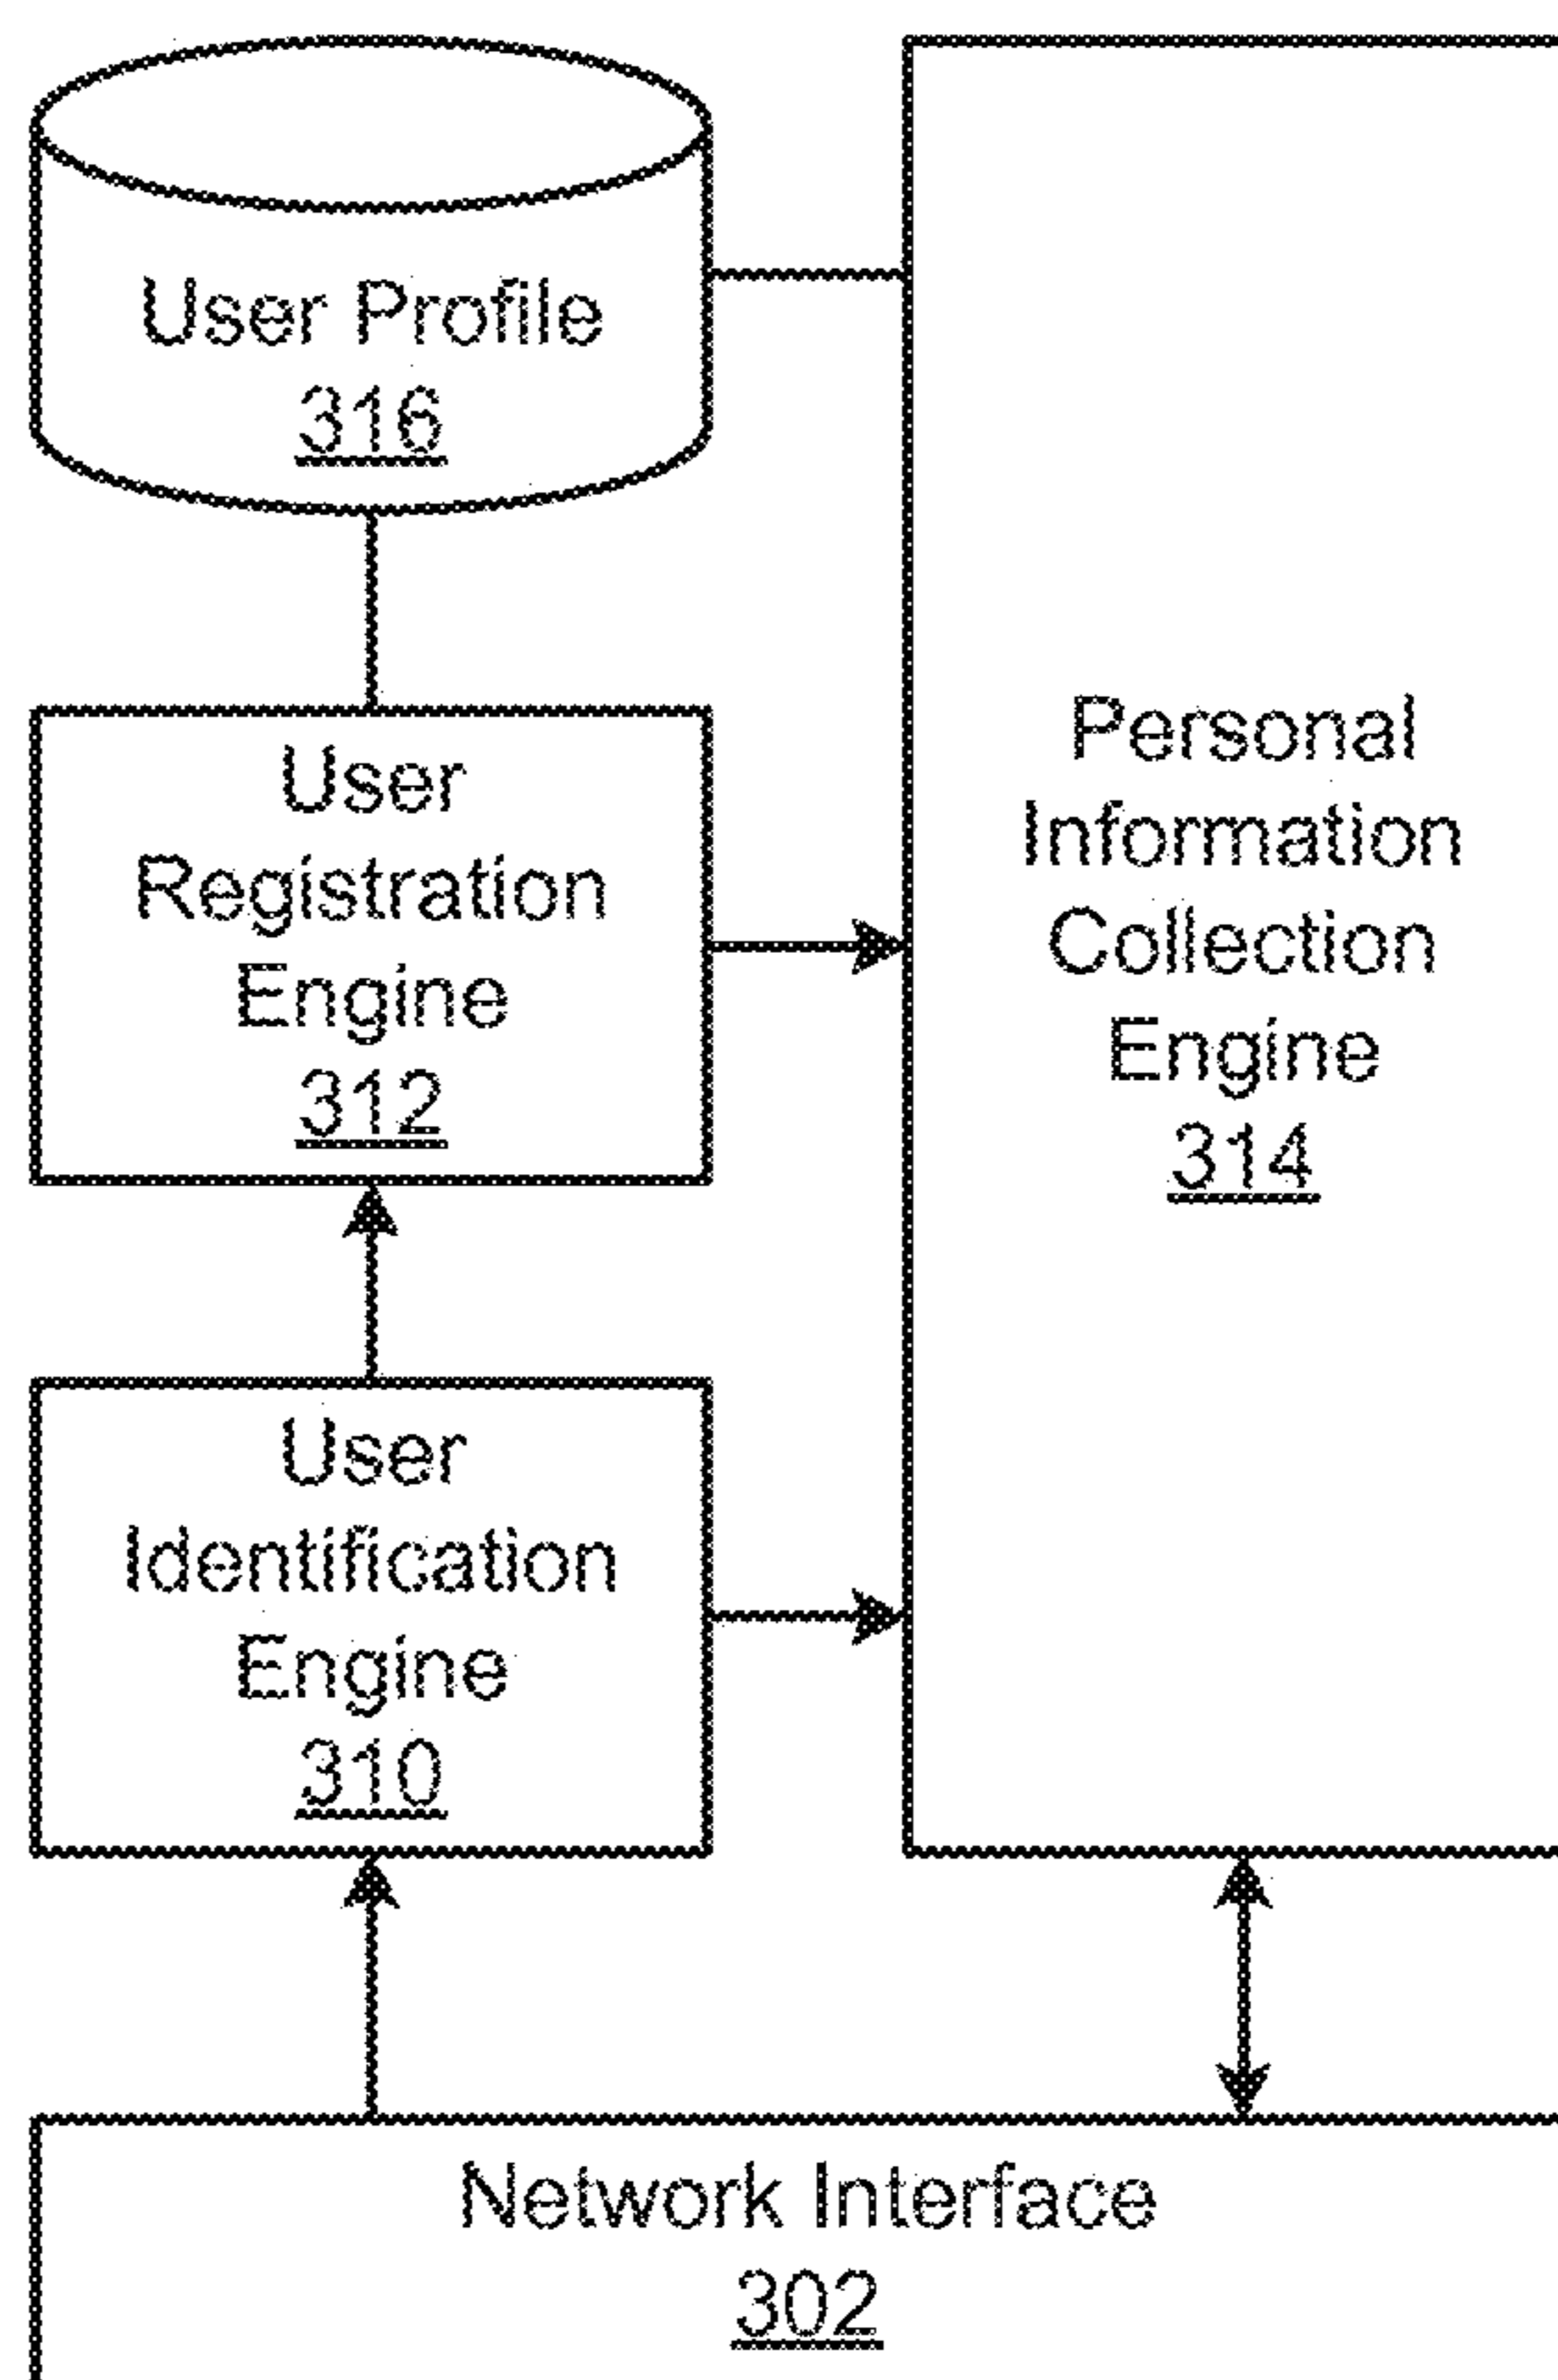 User Profile
316
User
Registration
Engine
312
Personal
Information
Collection
Engine
314
User
Identification
Engine
310
Network Interface
302